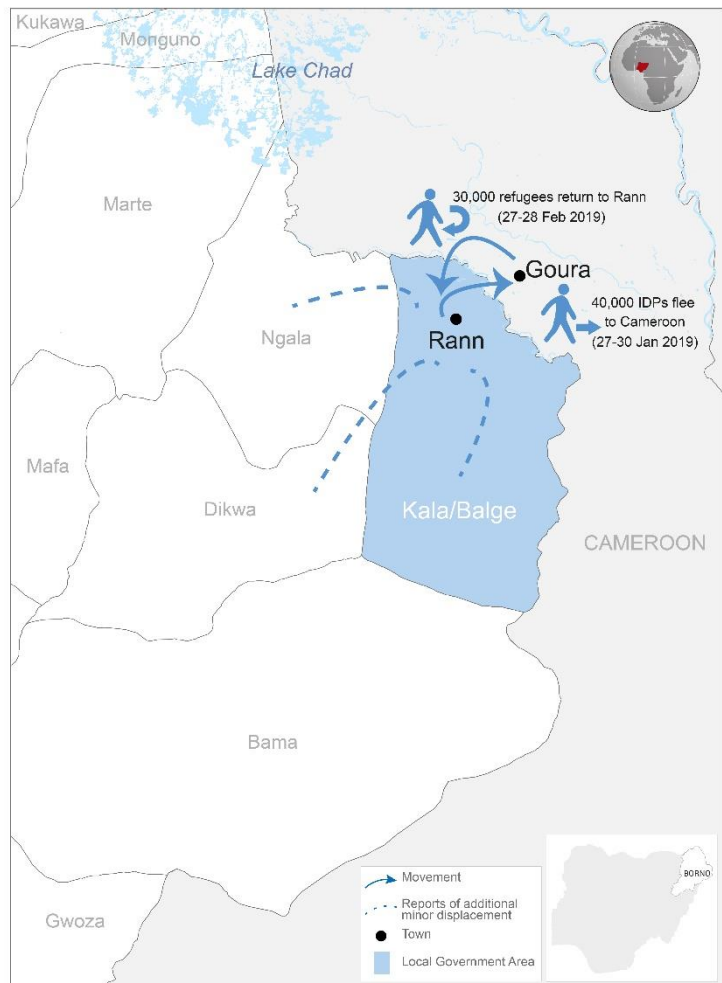 Kukawa
Monguno
Lake Chad
Marte
30,000 refugees return to Rann
(27-28 Feb 2019)
Goura
40,000 IDPs flee
to Cameroon
(27-30 Jan 2019)
Ngala
Rann
Mafa
Dikwa
Kala/Balge
CAMEROON
Bama
Gwoza
Movement
Reports of additional
minor displacement
Town
Local Government Area
BORNO